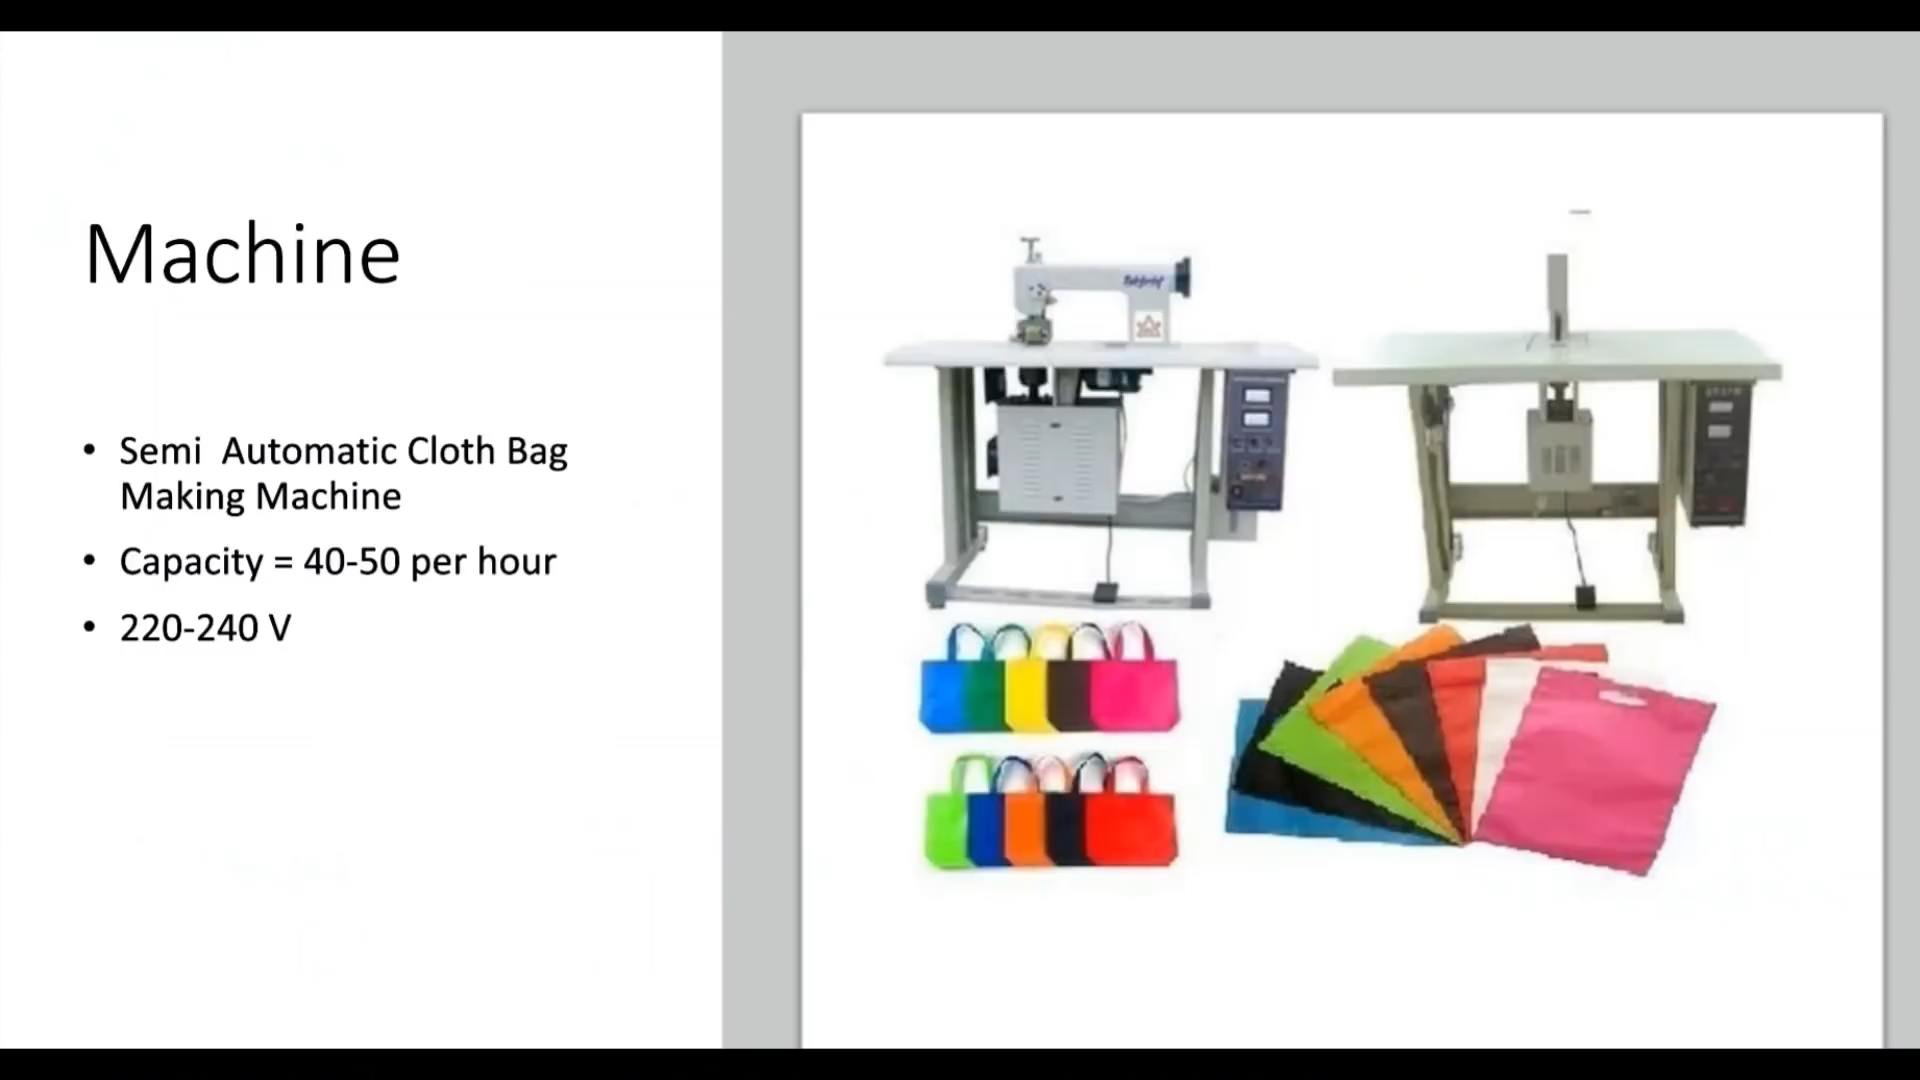 Machine
• Semi  Automatic Cloth Bag
Making Machine
• Capacity = 40-50 per hour
• 220-240 V